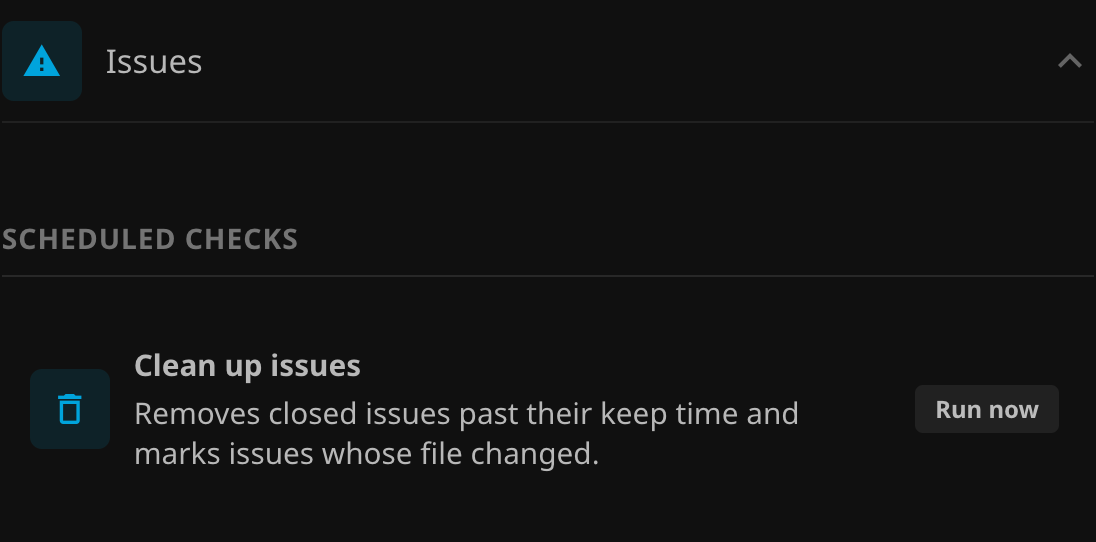 Issues
SCHEDULED CHECKS
Clean up issues
Removes closed issues past their keep time and
marks issues whose file changed.
Run now